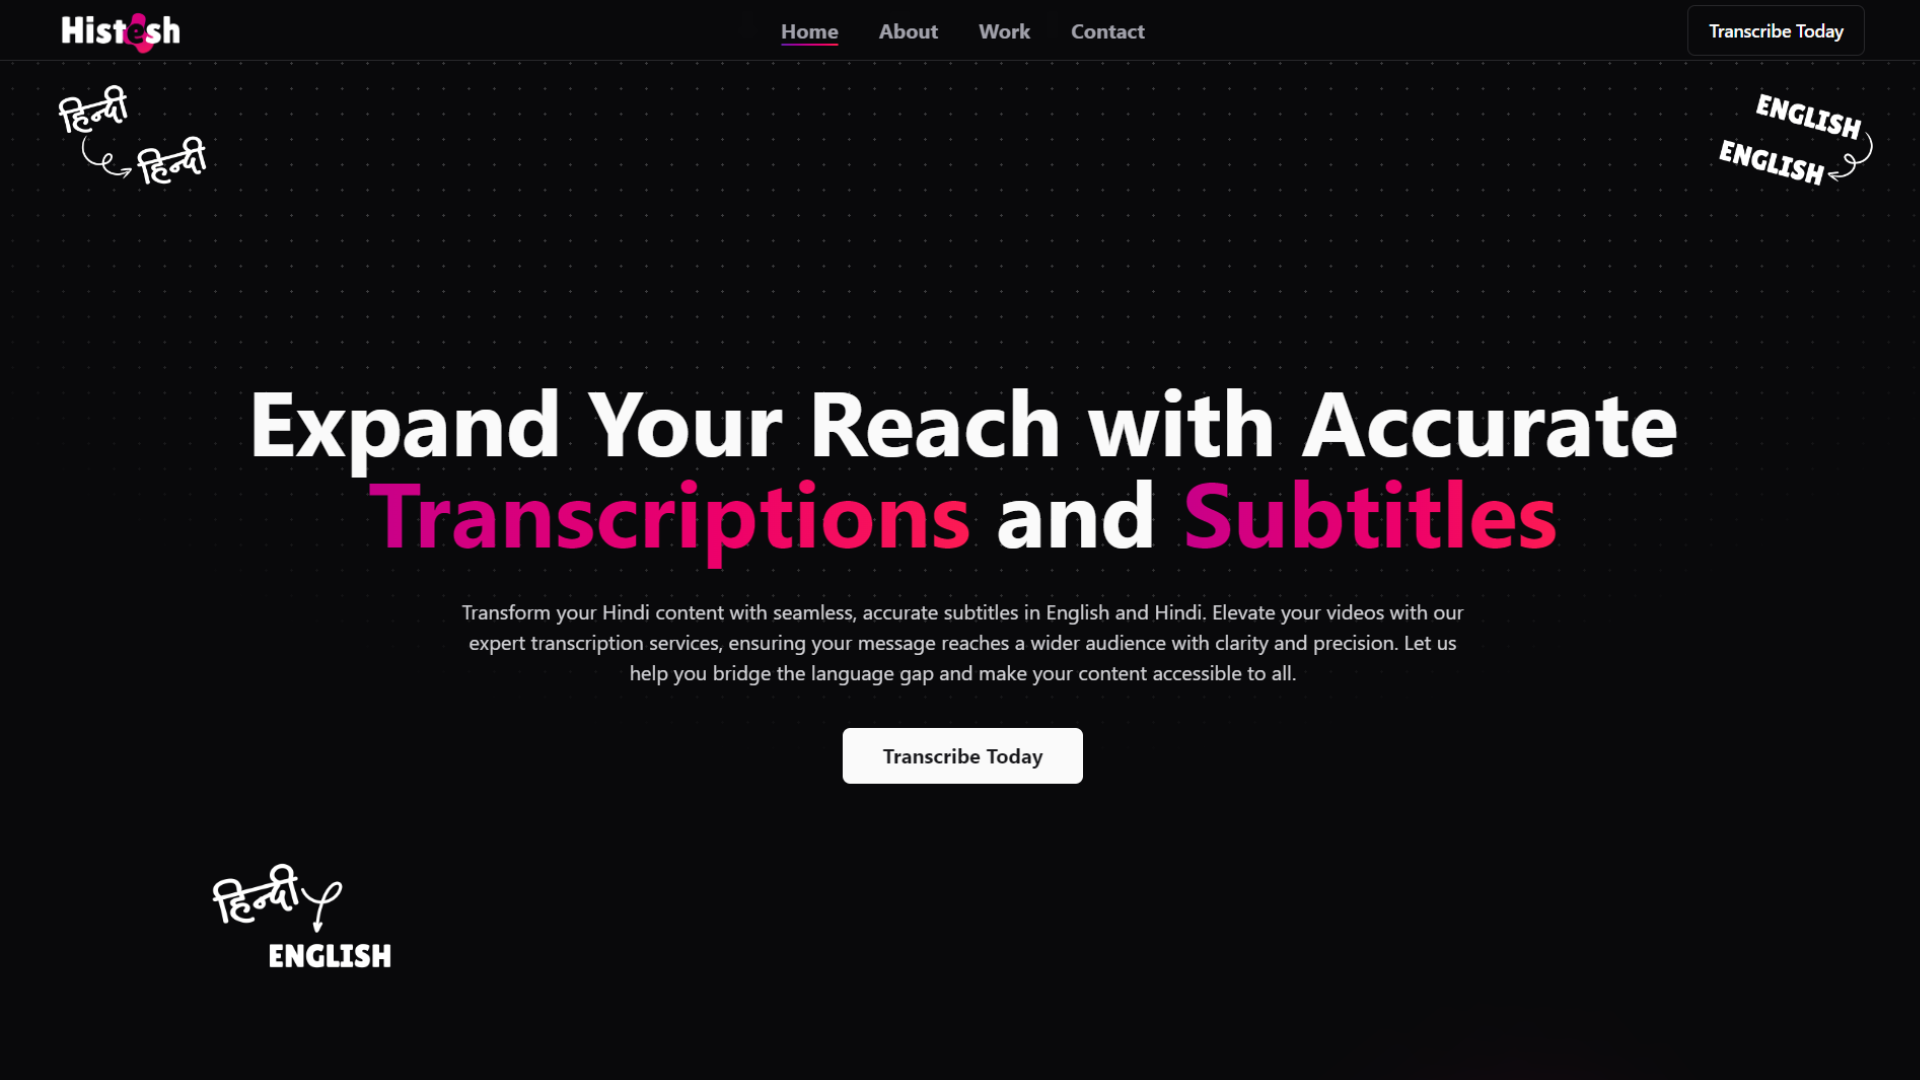 Histesh
Home About Work Contact
Transcribe Today
हिन्दी
हिन्दी
ENGLISH
ENGLISH
Expand Your Reach with Accurate
Transcriptions and Subtitles
Transform your Hindi content with seamless, accurate subtitles in English and Hindi. Elevate your videos with our
expert transcription services, ensuring your message reaches a wider audience with clarity and precision. Let us
help you bridge the language gap and make your content accessible to all.
Transcribe Today
हिन्दी
ENGLISH